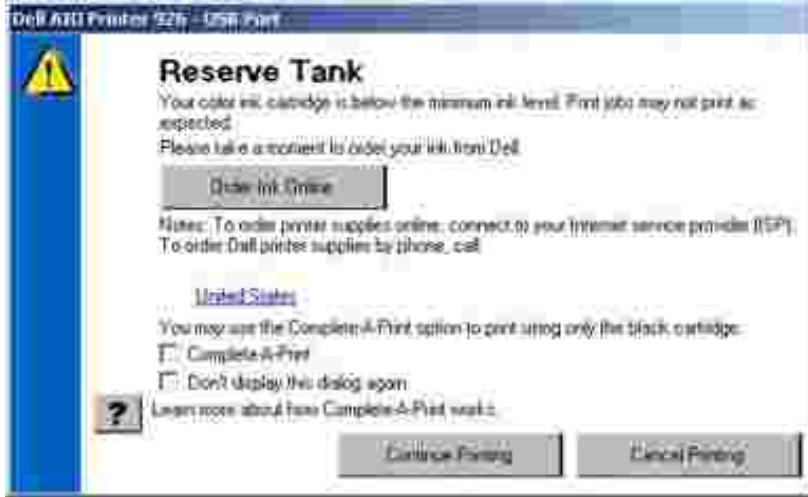 Dell AIO Printer 926 - USB Port
Reserve Tank
Your color ink cartridge is below the minimum ink level. Print jobs may not print as
expected.
Please take a moment to order your ink from Dell.
Order Ink Online
Notes: To order printer supplies online, connect to your Internet service provider (ISP).
To order Dell printer supplies by phone, call
United States
You may use the Complete-A-Print option to print using only the black cartridge.
Complete-A-Print
Don't display this dialog again
? Learn more about how Complete-A-Print works.
Continue Printing
Cancel Printing